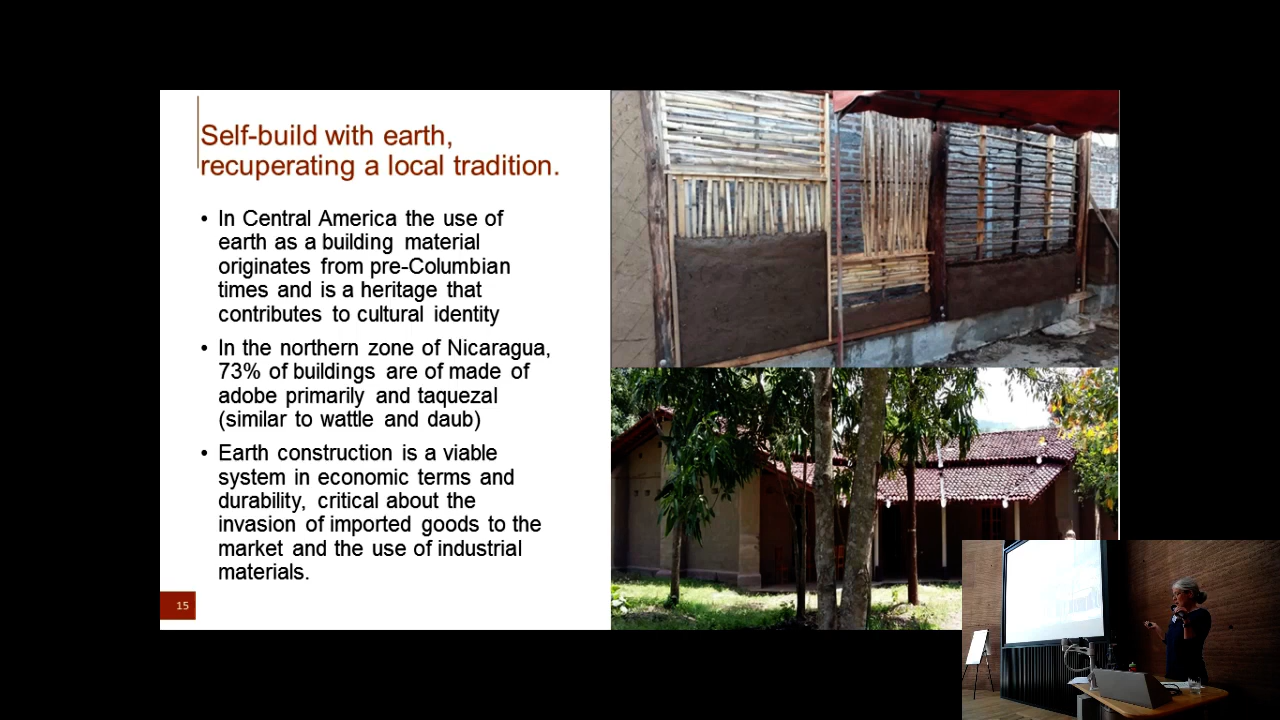 Self-build with earth,
recuperating a local tradition.
• In Central America the use of
earth as a building material
originates from pre-Columbian
times and is a heritage that
contributes to cultural identity
• In the northern zone of Nicaragua,
73% of buildings are of made of
adobe primarily and taquezal
(similar to wattle and daub)
• Earth construction is a viable
system in economic terms and
durability, critical about the
invasion of imported goods to the
market and the use of industrial
materials.
15